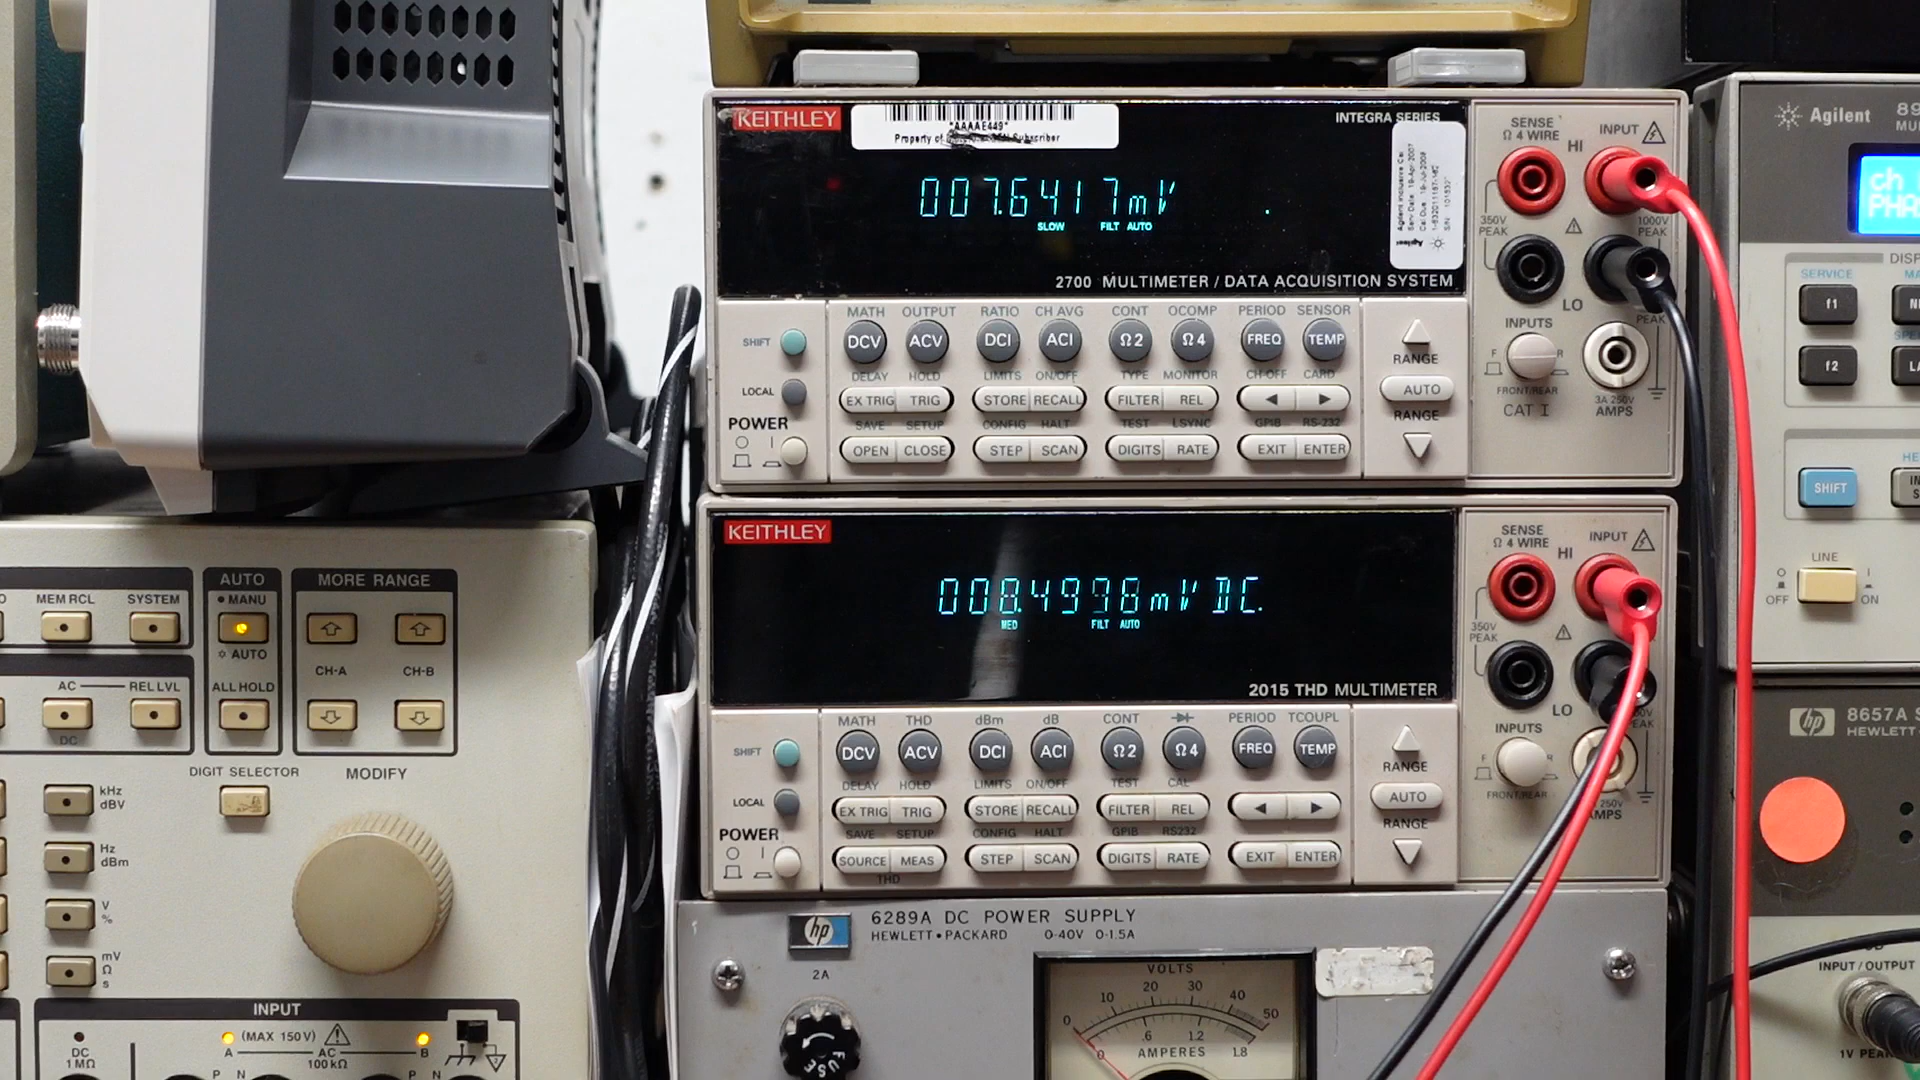 KEITHLEY
*AAAAE449*
Property of
Subscriber
INTEGRA SERIES
007.6417mV
SLOW FILT AUTO
2700 MULTIMETER / DATA ACQUISITION SYSTEM
SENSE
Ω 4 WIRE
INPUT
HI
350V
PEAK
1000V
PEAK
LO
PEAK
INPUTS
F R
FRONT/REAR
CAT I
3A 250V
AMPS
MATH OUTPUT RATIO CH AVG CONT OCOMP PERIOD SENSOR
SHIFT DCV ACV DCI ACI Ω2 Ω4 FREQ TEMP
DELAY HOLD LIMITS ON/OFF TYPE MONITOR CH-OFF CARD
LOCAL EX TRIG TRIG STORE RECALL FILTER REL
SAVE SETUP CONFIG HALT TEST LSYNC GPIB RS-232
POWER OPEN CLOSE STEP SCAN DIGITS RATE EXIT ENTER
RANGE
AUTO
RANGE
KEITHLEY
008.4998mV DC
MED FILT AUTO
2015 THD MULTIMETER
SENSE
Ω 4 WIRE
INPUT
HI
350V
PEAK
LO
PEAK
INPUTS
F R
FRONT/REAR
250V
AMPS
MATH THD dBm dB CONT PERIOD TCOUPL
SHIFT DCV ACV DCI ACI Ω2 Ω4 FREQ TEMP
DELAY HOLD LIMITS ON/OFF TEST CAL
LOCAL EX TRIG TRIG STORE RECALL FILTER REL
SAVE SETUP CONFIG HALT GPIB RS232
POWER SOURCE MEAS STEP SCAN DIGITS RATE EXIT ENTER
THD
RANGE
AUTO
RANGE
hp
6289A DC POWER SUPPLY
HEWLETT • PACKARD 0-40V 0-1.5A
2A
FUSE
VOLTS
0 10 20 30 40 50
0 .6 1.2 1.8
AMPERES
MEM RCL SYSTEM
AC REL LVL
DC
AUTO
MANU
AUTO
ALL HOLD
MORE RANGE
CH-A CH-B
DIGIT SELECTOR
MODIFY
kHz
dBV
Hz
dBm
V
%
mV
Ω
s
INPUT
(MAX 150V)
DC
1MΩ
A AC B
100kΩ
P N P N
Agilent
ch
SERVICE
f1
f2
SHIFT
LINE
OFF ON
hp
8657A
INPUT/OUTPUT